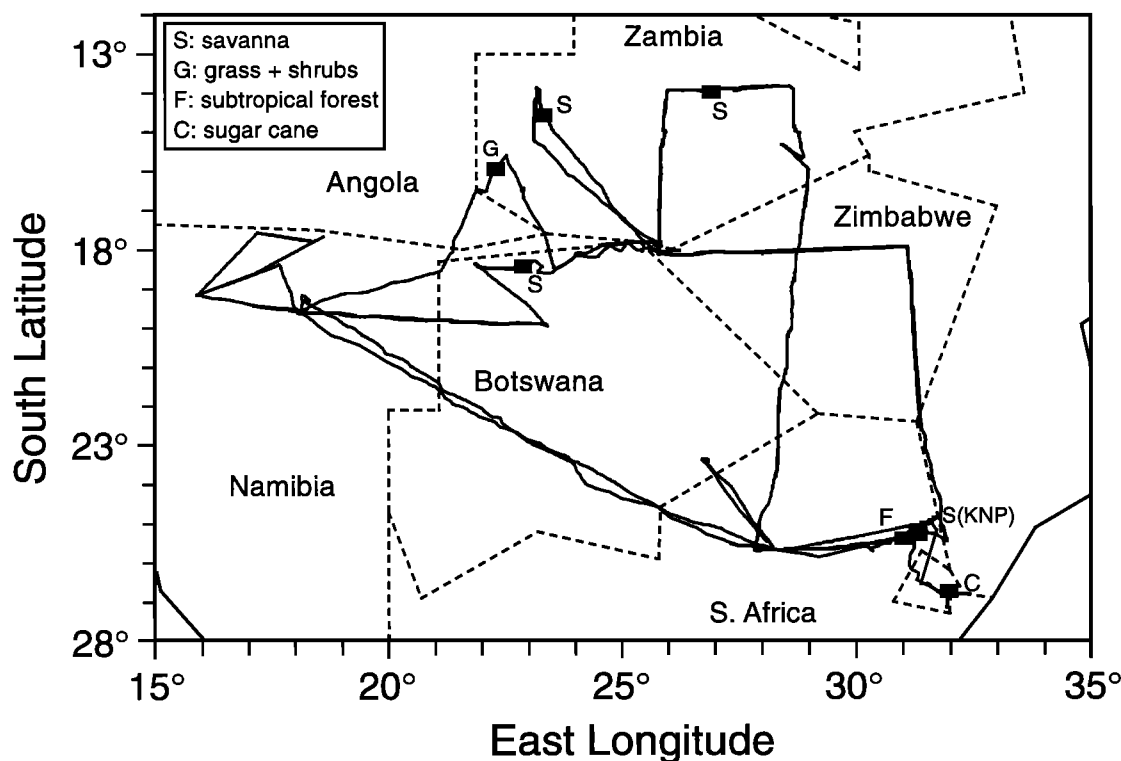 S: savanna
G: grass + shrubs
F: subtropical forest
C: sugar cane
Zambia
13°
S
S
G
Angola
Zimbabwe
18°
S
Botswana
South Latitude
23°
Namibia
F
S(KNP)
C
S. Africa
28°
15°
20°
25°
30°
35°
East Longitude